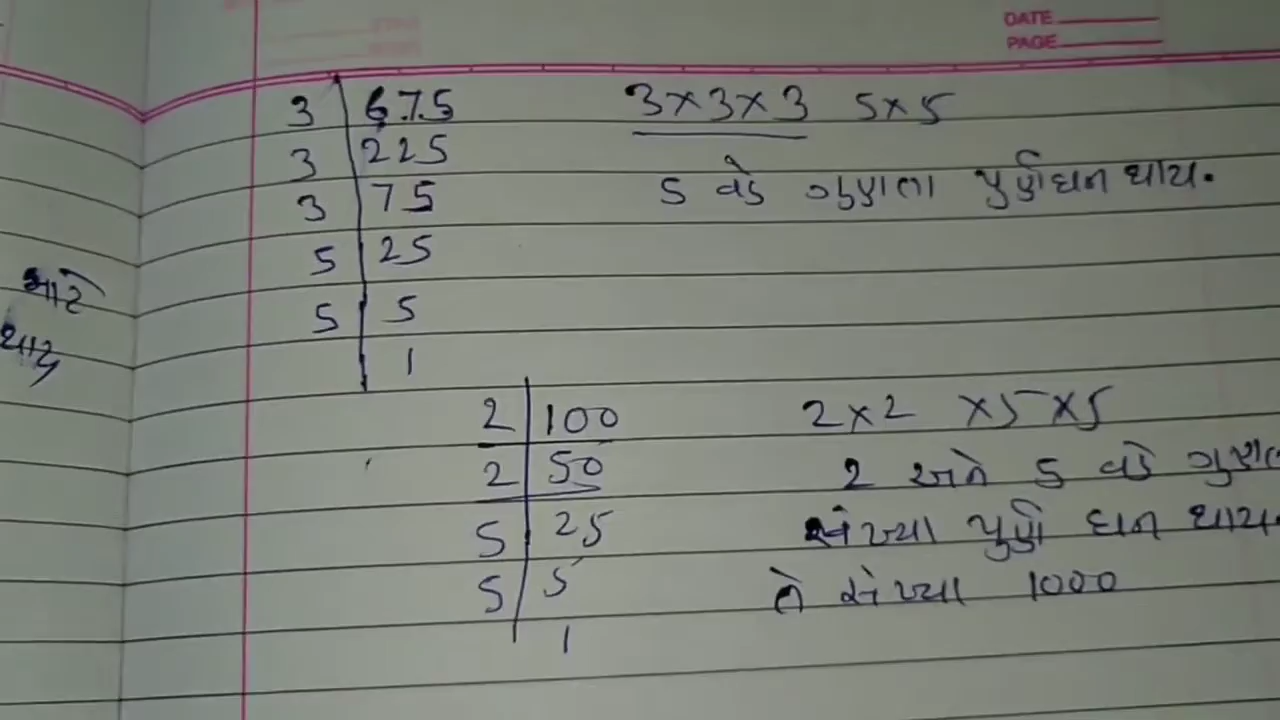 DATE
PAGE
3 | 675    3×3×3  5×5
3 | 225    5 વડે ગુણતા પુર્ણઘન થાય.
3 | 75
5 | 25
માટે
5 | 5
થાય
1
2 | 100    2×2 ×5×5
2 | 50    2 અને 5 વડે
5 | 25    સંખ્યા પુર્ણ ઘન થાય.
5 | 5    તે સંખ્યા 1000
1